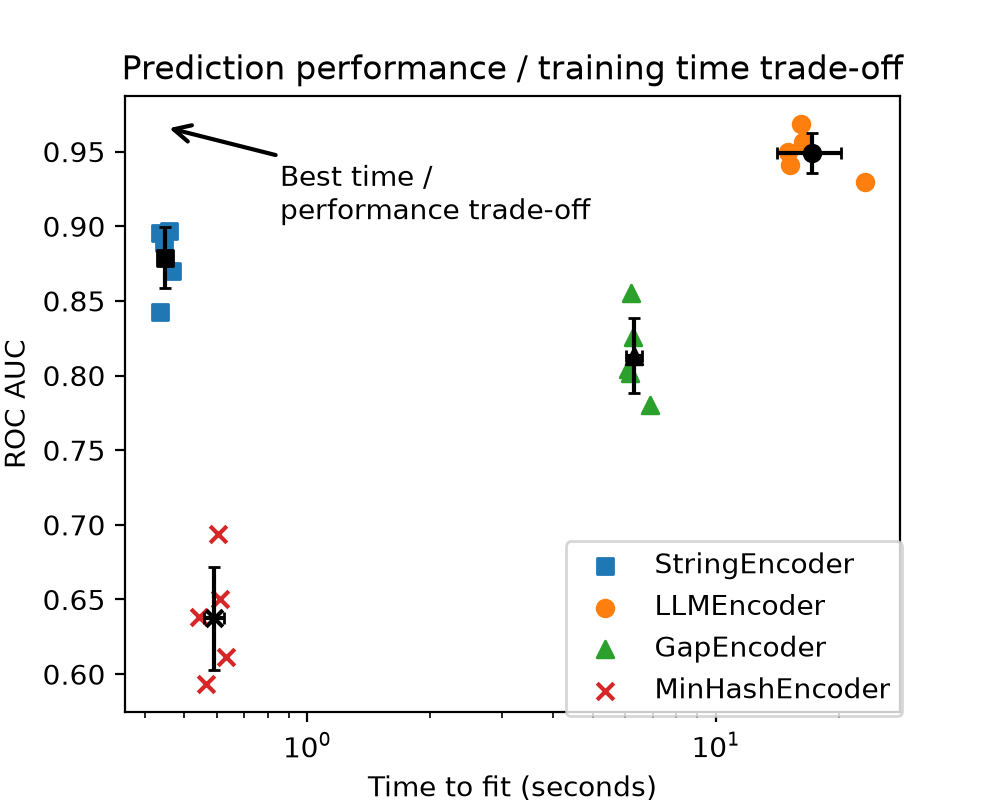 Prediction performance / training time trade-off
Best time /
performance trade-off
ROC AUC
0.95
0.90
0.85
0.80
0.75
0.70
0.65
0.60
StringEncoder
LLMEncoder
GapEncoder
MinHashEncoder
10⁰
10¹
Time to fit (seconds)